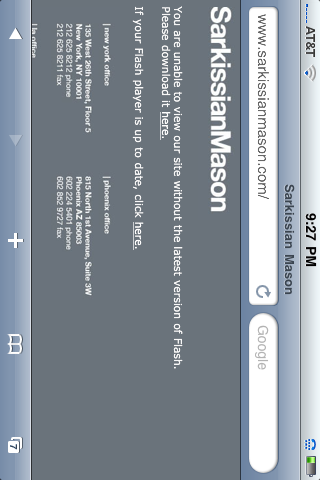 AT&T
9:27 PM
Sarkissian Mason
www.sarkissianmason.com/
Google
SarkissianMason
You are unable to view our site without the latest version of Flash.
Please download it here.
If your Flash player is up to date, click here.
| new york office
135 West 26th Street, Floor 5
New York, NY 10001
212 625 8212 phone
212 625 8211 fax
| phoenix office
815 North 1st Avenue, Suite 3W
Phoenix AZ 85003
602 224 5401 phone
602 852 9727 fax
| la office
7